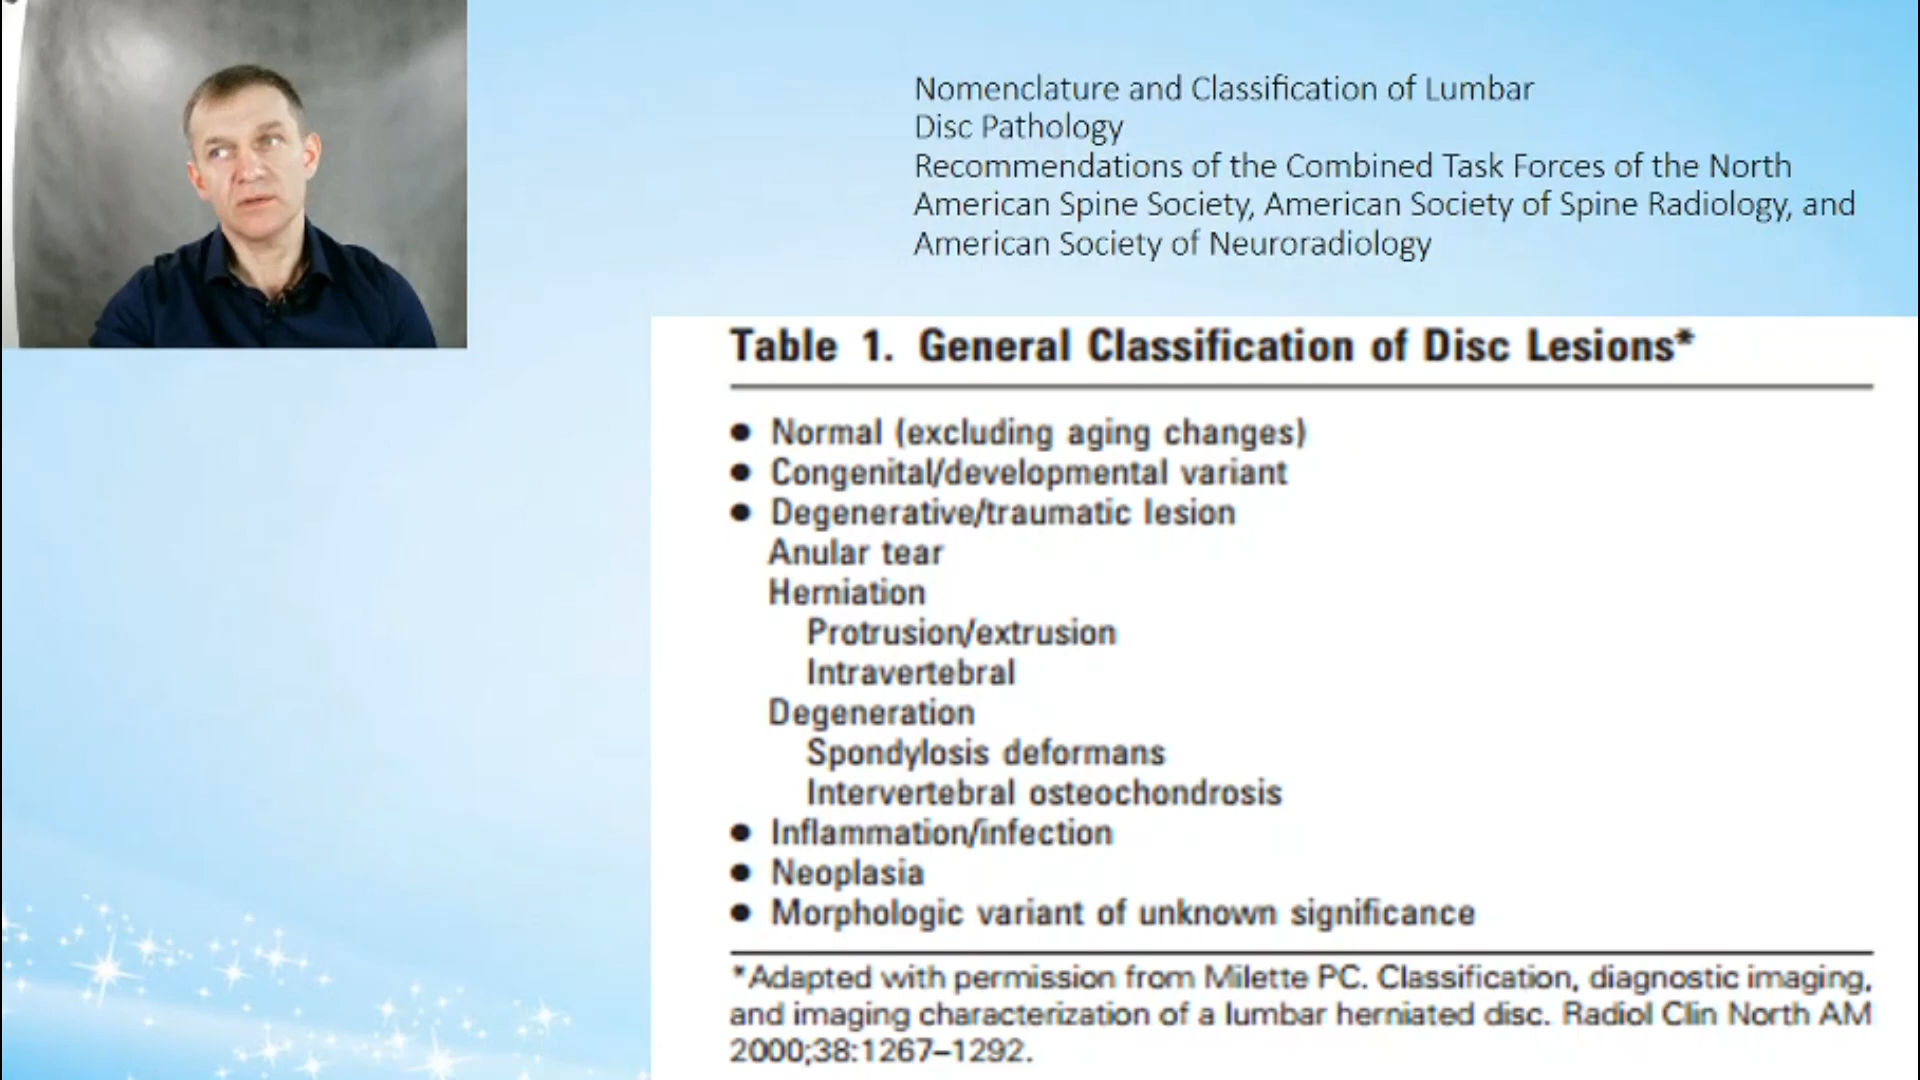 Nomenclature and Classification of Lumbar
Disc Pathology
Recommendations of the Combined Task Forces of the North
American Spine Society, American Society of Spine Radiology, and
American Society of Neuroradiology
Table 1. General Classification of Disc Lesions*
● Normal (excluding aging changes)
● Congenital/developmental variant
● Degenerative/traumatic lesion
Anular tear
Herniation
Protrusion/extrusion
Intravertebral
Degeneration
Spondylosis deformans
Intervertebral osteochondrosis
● Inflammation/infection
● Neoplasia
● Morphologic variant of unknown significance
*Adapted with permission from Milette PC. Classification, diagnostic imaging,
and imaging characterization of a lumbar herniated disc. Radiol Clin North AM
2000;38:1267–1292.